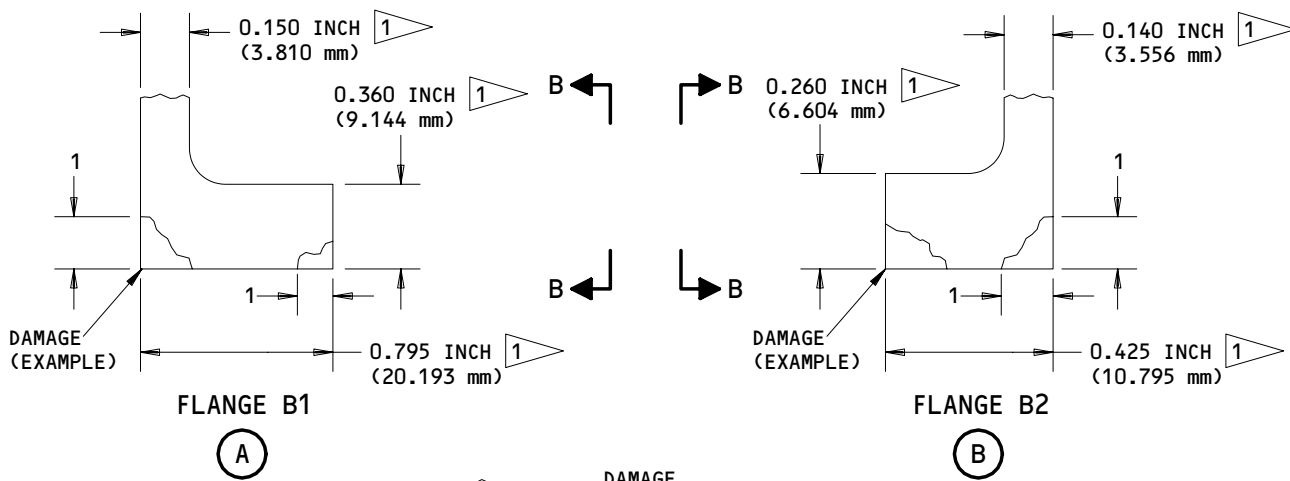 0.150 INCH 1
(3.810 mm)
0.360 INCH 1
(9.144 mm)
1
1
DAMAGE
(EXAMPLE)
0.795 INCH 1
(20.193 mm)
FLANGE B1
A
B
B
B
B
0.140 INCH 1
(3.556 mm)
0.260 INCH 1
(6.604 mm)
1
1
DAMAGE
(EXAMPLE)
0.425 INCH 1
(10.795 mm)
FLANGE B2
B
DAMAGE